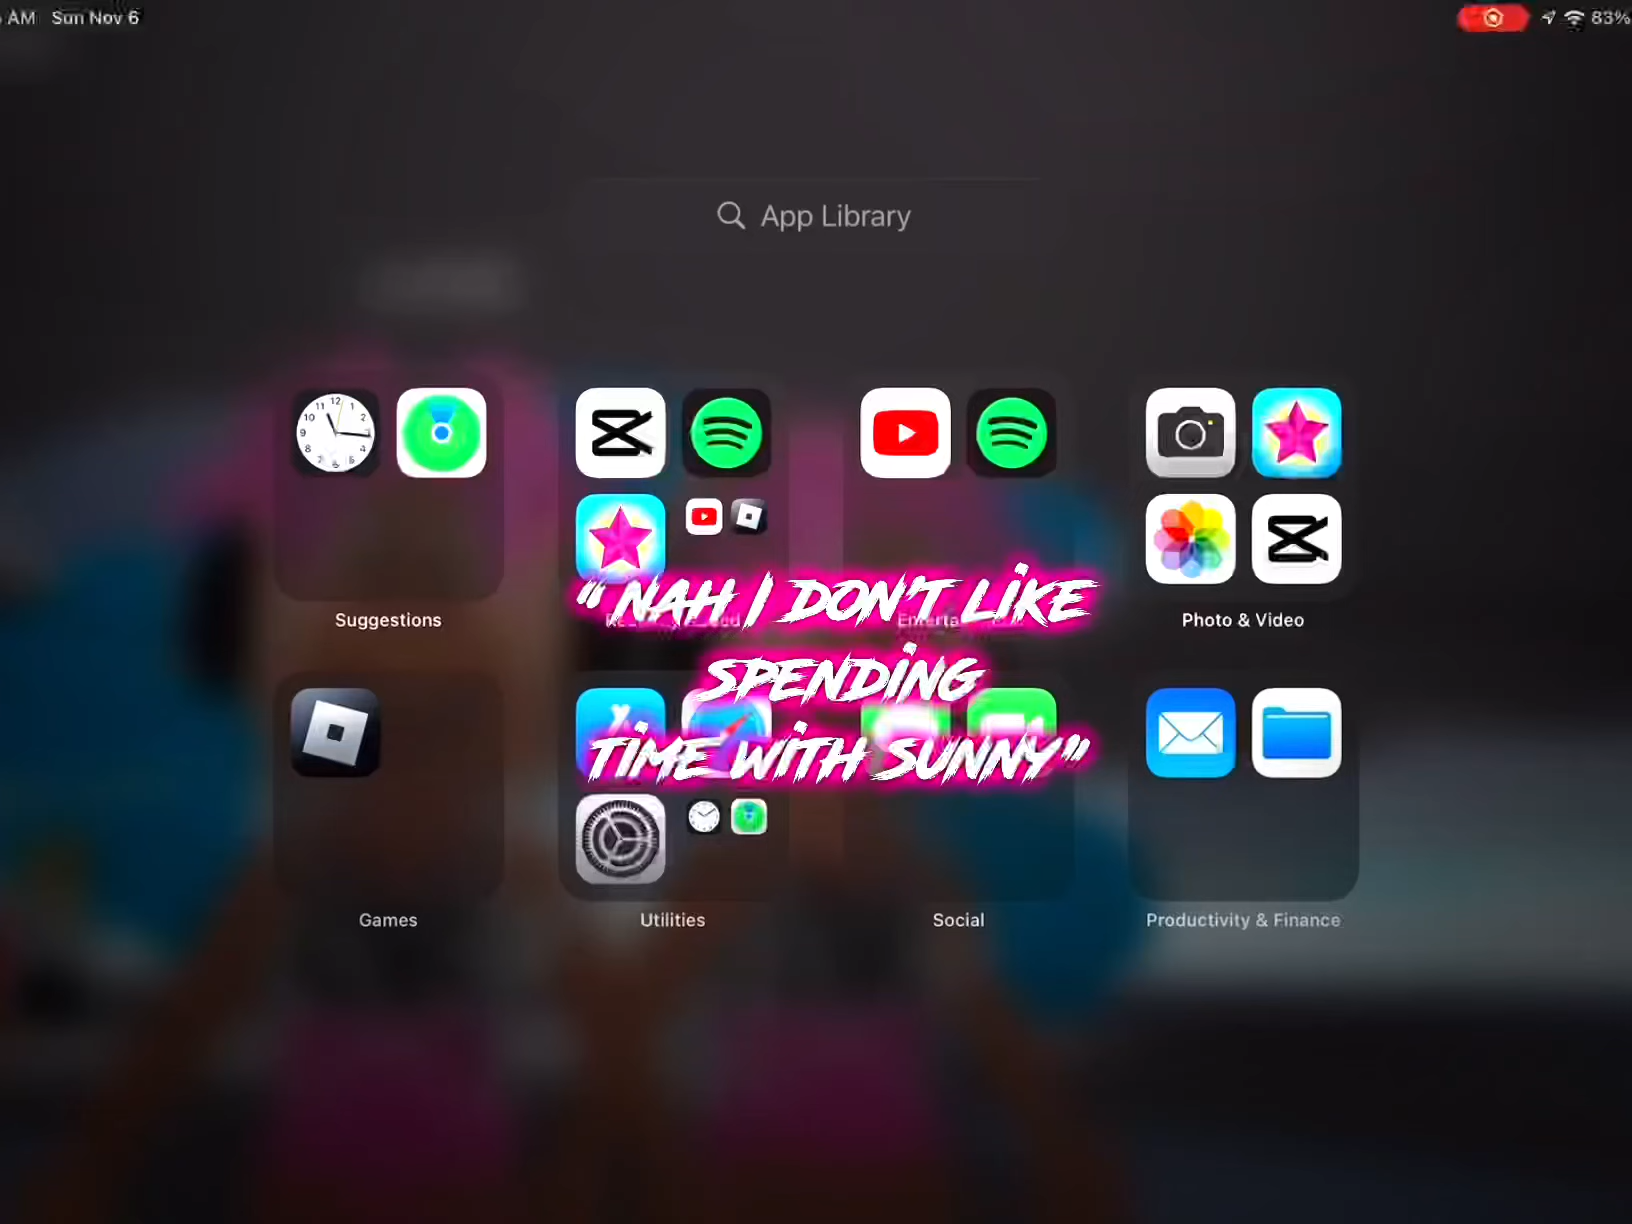 AM Sun Nov 6
83%
App Library
Suggestions
Photo & Video
"NAH I DON'T LIKE
SPENDING
TIME WITH SUNNY"
Games
Utilities
Social
Productivity & Finance